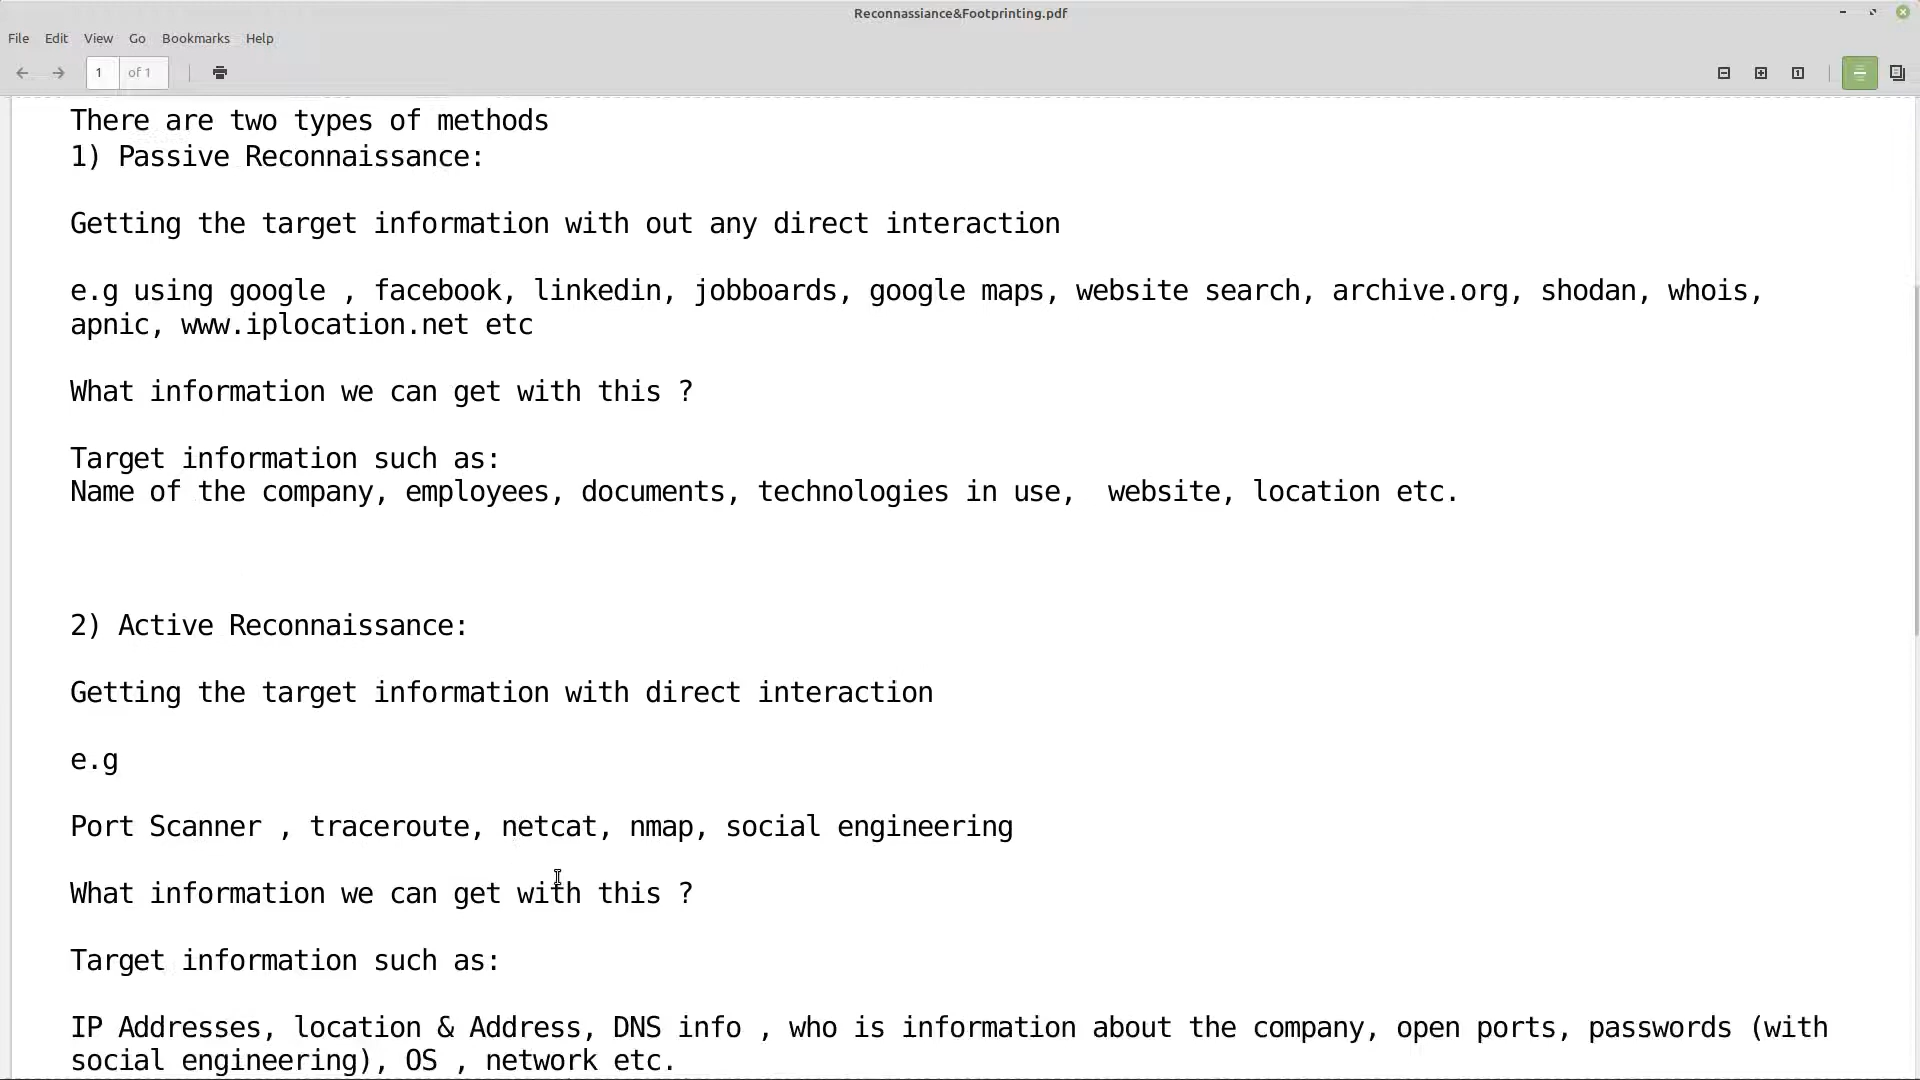 Reconnassiance&Footprinting.pdf
File Edit View Go Bookmarks Help
1 of 1
There are two types of methods
1) Passive Reconnaissance:
Getting the target information with out any direct interaction
e.g using google , facebook, linkedin, jobboards, google maps, website search, archive.org, shodan, whois,
apnic, www.iplocation.net etc
What information we can get with this ?
Target information such as:
Name of the company, employees, documents, technologies in use,  website, location etc.
2) Active Reconnaissance:
Getting the target information with direct interaction
e.g
Port Scanner , traceroute, netcat, nmap, social engineering
What information we can get with this ?
Target information such as:
IP Addresses, location & Address, DNS info , who is information about the company, open ports, passwords (with
social engineering), OS , network etc.